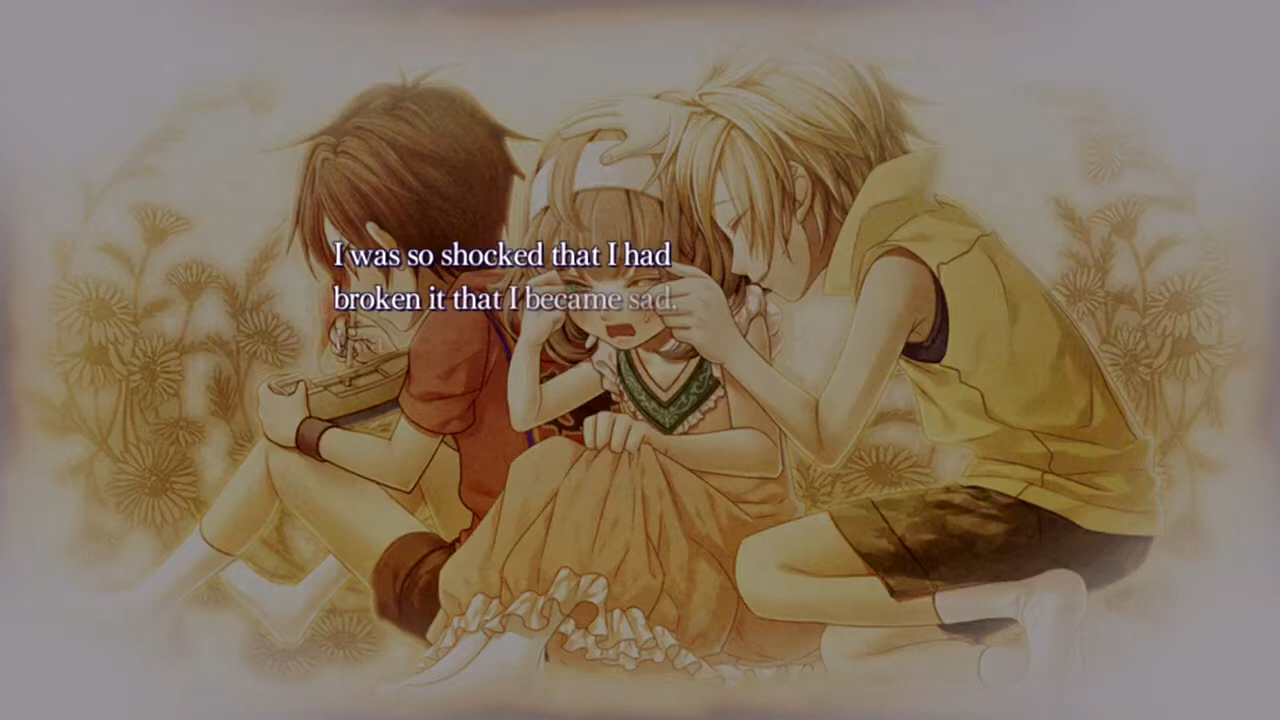 I was so shocked that I had
broken it that I became sad.